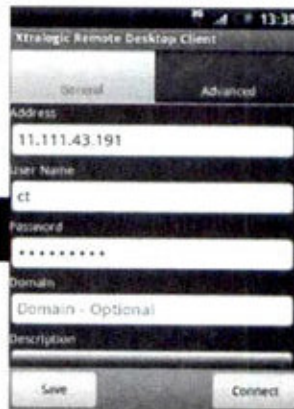 13:38
Xtralogic Remote Desktop Client
General
Advanced
Address
11.111.43.191
User Name
ct
Password
•••••••••
Domain
Domain - Optional
Description
Save
Connect